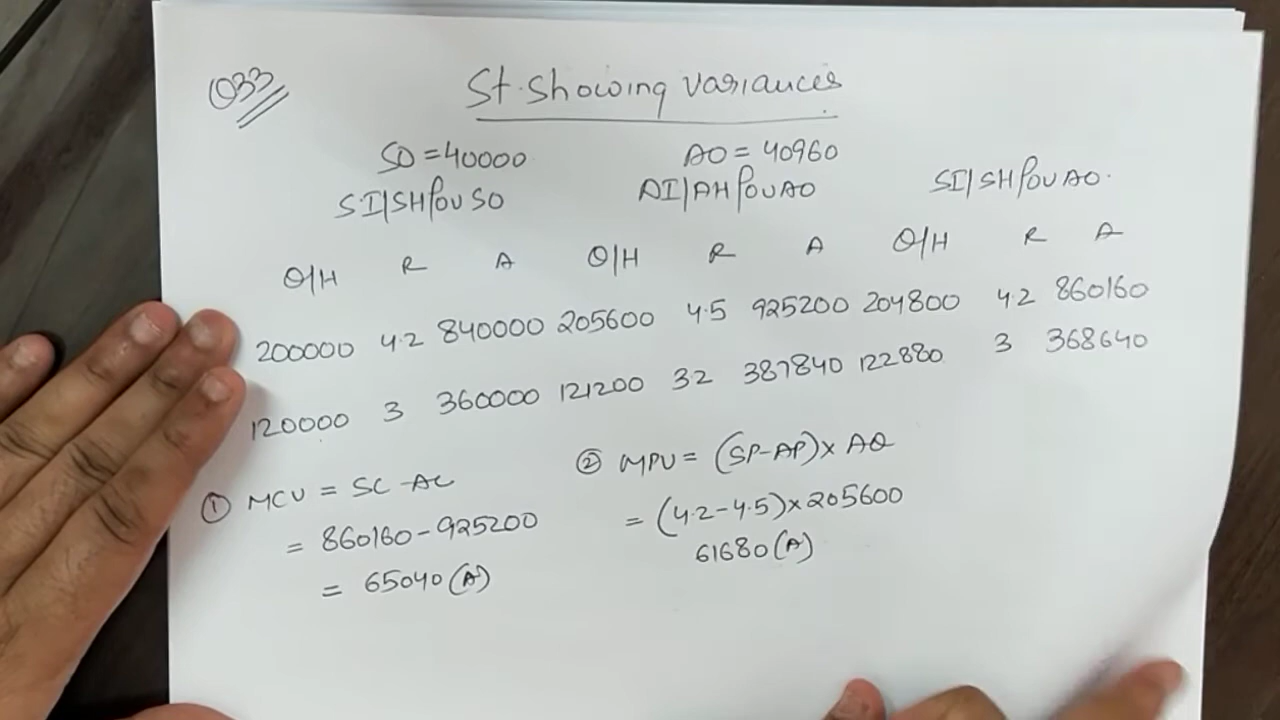 Q33
St. Showing variances
SO = 40000 AO = 40960
SI/SH for SO AI/AH for AO SI/SH for AO.
Q/H R A Q/H R A Q/H R A
200000 4.2 840000 205600 4.5 925200 204800 4.2 860160
120000 3 360000 121200 32 387840 122880 3 368640
① MCV = SC - AC
= 860160 - 925200
= 65040 (A)
② MPV = (SP-AP) x AQ
= (4.2-4.5) x 205600
61680 (A)